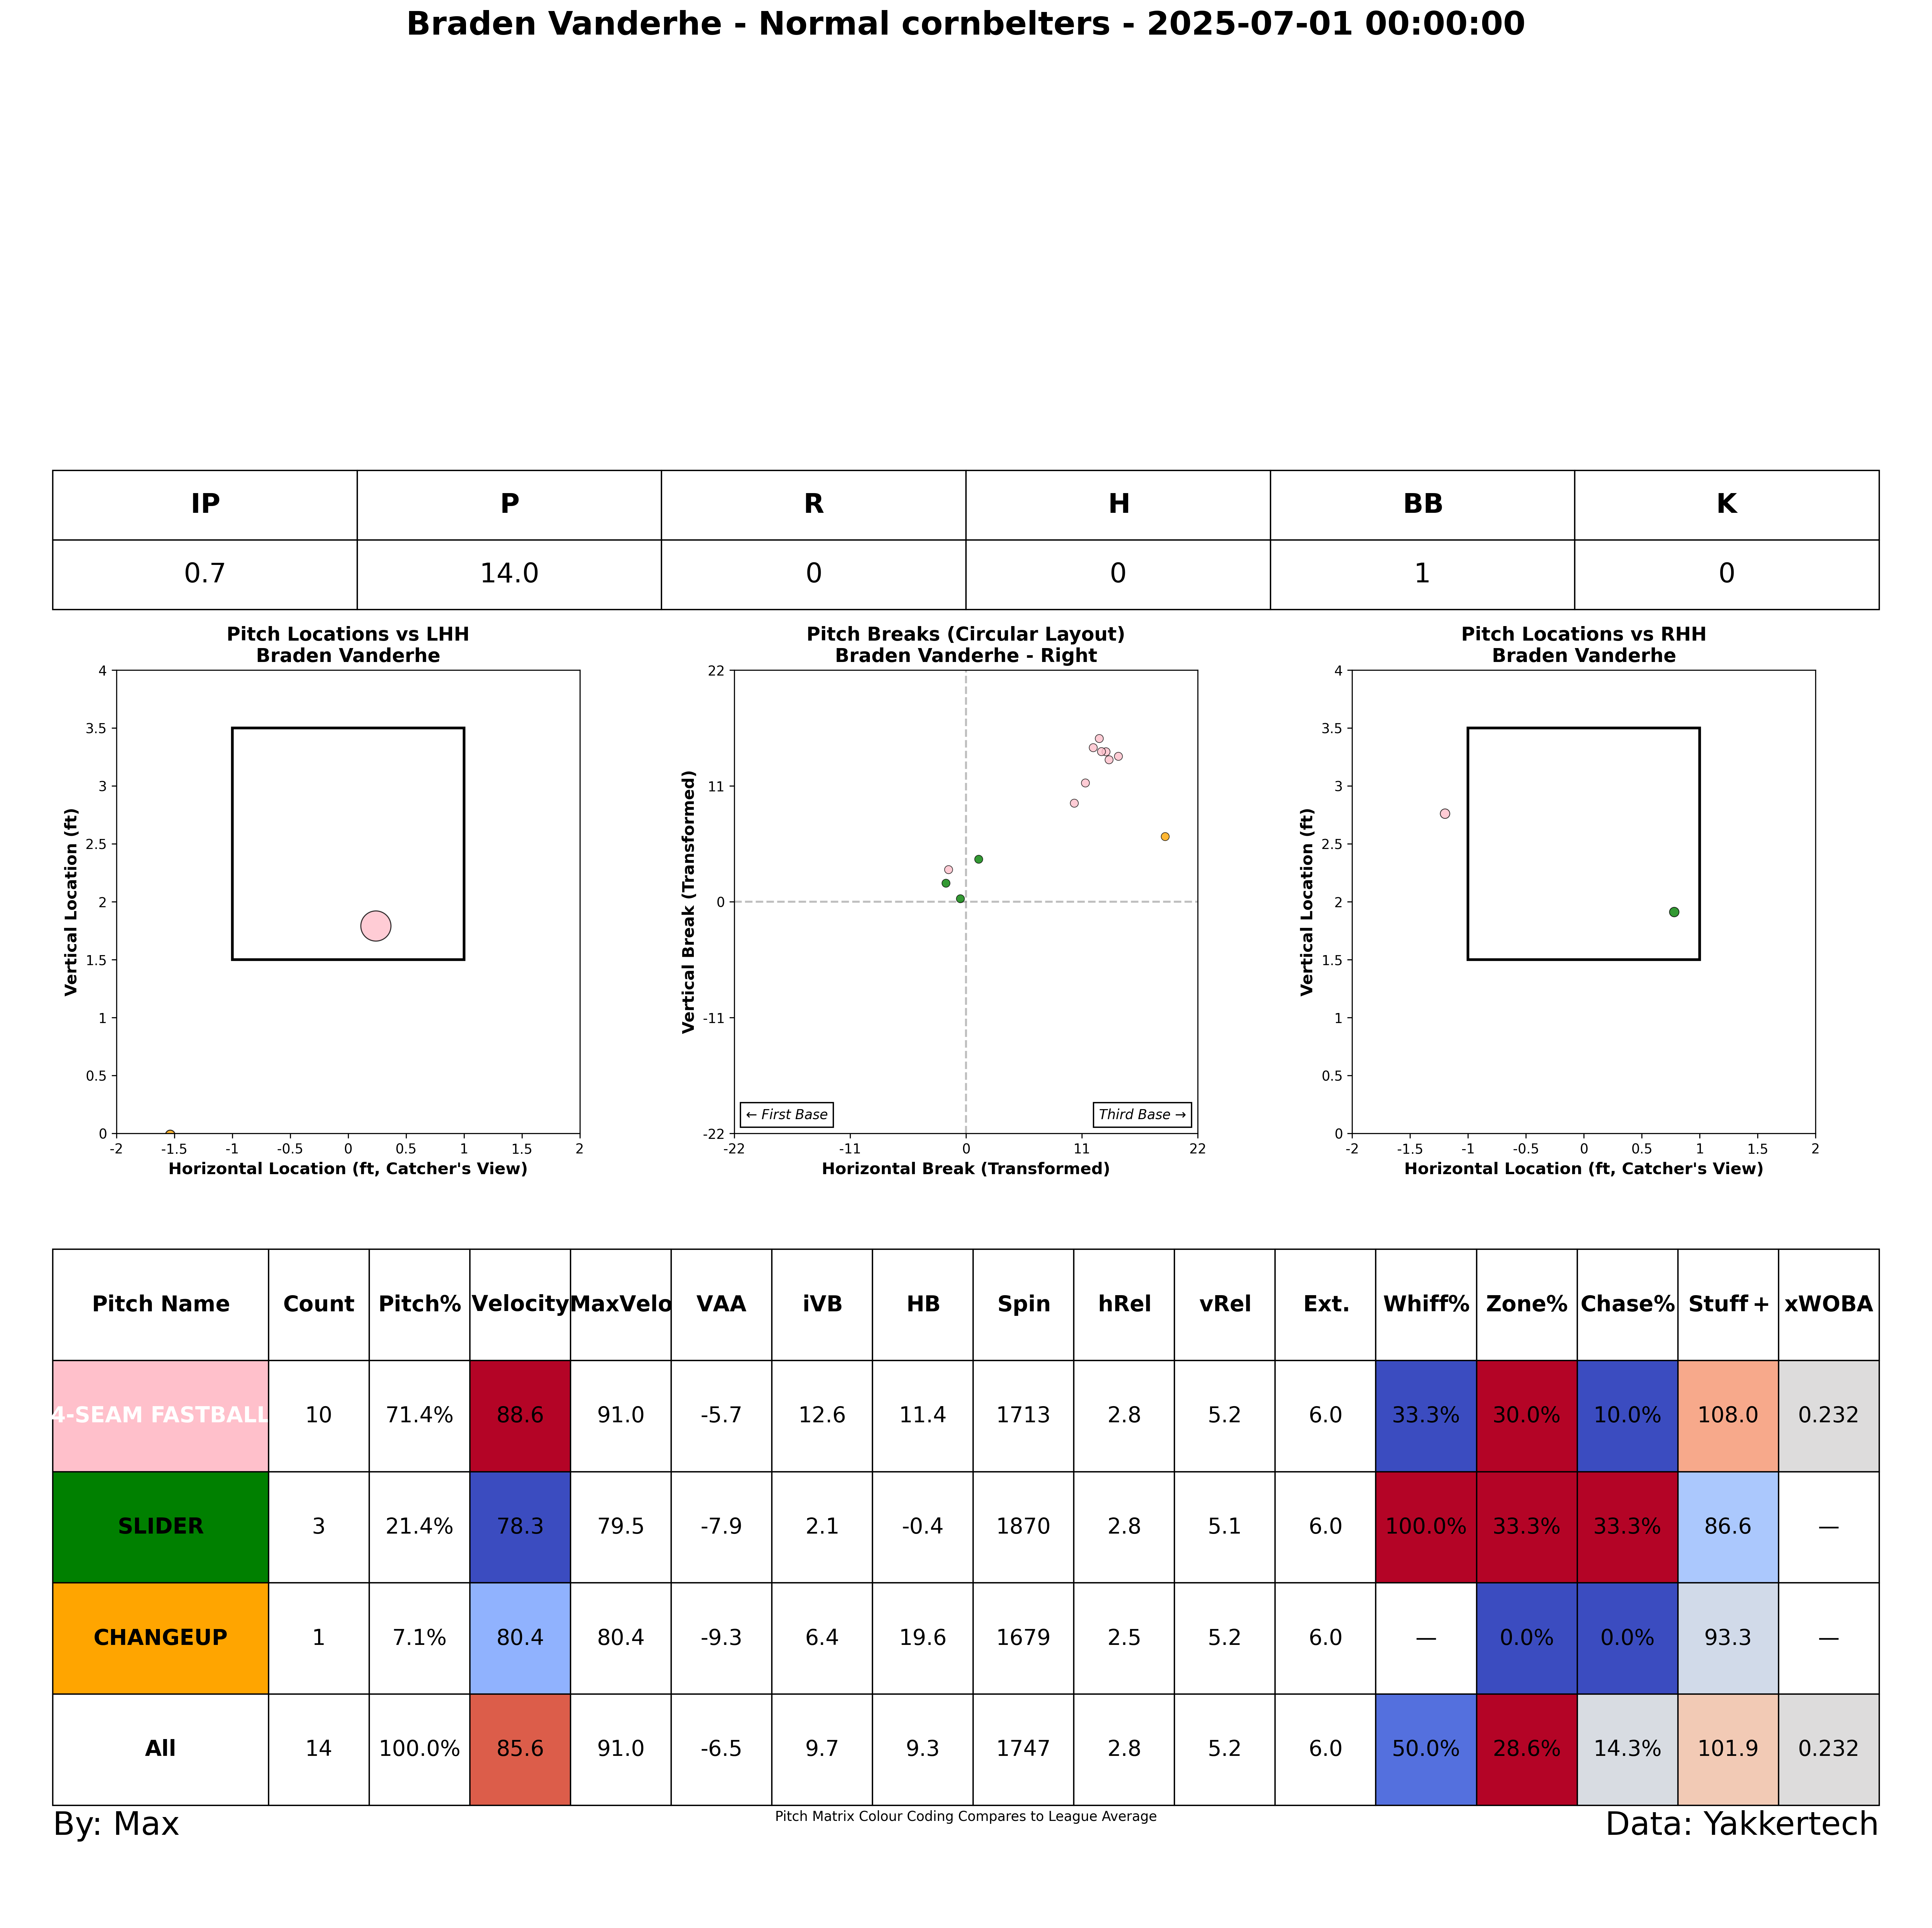 Braden Vanderhe - Normal cornbelters - 2025-07-01 00:00:00
IP P R H BB K
0.7 14.0 0 0 1 0
Pitch Locations vs LHH
Braden Vanderhe
4
3.5
3
2.5
2
1.5
1
0.5
0
-2 -1.5 -1 -0.5 0 0.5 1 1.5 2
Vertical Location (ft)
Horizontal Location (ft, Catcher's View)
Pitch Breaks (Circular Layout)
Braden Vanderhe - Right
22
11
0
-11
-22
-22 -11 0 11 22
Vertical Break (Transformed)
← First Base
Third Base →
Horizontal Break (Transformed)
Pitch Locations vs RHH
Braden Vanderhe
4
3.5
3
2.5
2
1.5
1
0.5
0
-2 -1.5 -1 -0.5 0 0.5 1 1.5 2
Vertical Location (ft)
Horizontal Location (ft, Catcher's View)
Pitch Name Count Pitch% Velocity MaxVelo VAA iVB HB Spin hRel vRel Ext. Whiff% Zone% Chase% Stuff+ xWOBA
4-SEAM FASTBALL 10 71.4% 88.6 91.0 -5.7 12.6 11.4 1713 2.8 5.2 6.0 33.3% 30.0% 10.0% 108.0 0.232
SLIDER 3 21.4% 78.3 79.5 -7.9 2.1 -0.4 1870 2.8 5.1 6.0 100.0% 33.3% 33.3% 86.6 —
CHANGEUP 1 7.1% 80.4 80.4 -9.3 6.4 19.6 1679 2.5 5.2 6.0 — 0.0% 0.0% 93.3 —
All 14 100.0% 85.6 91.0 -6.5 9.7 9.3 1747 2.8 5.2 6.0 50.0% 28.6% 14.3% 101.9 0.232
By: Max
Pitch Matrix Colour Coding Compares to League Average
Data: Yakkertech